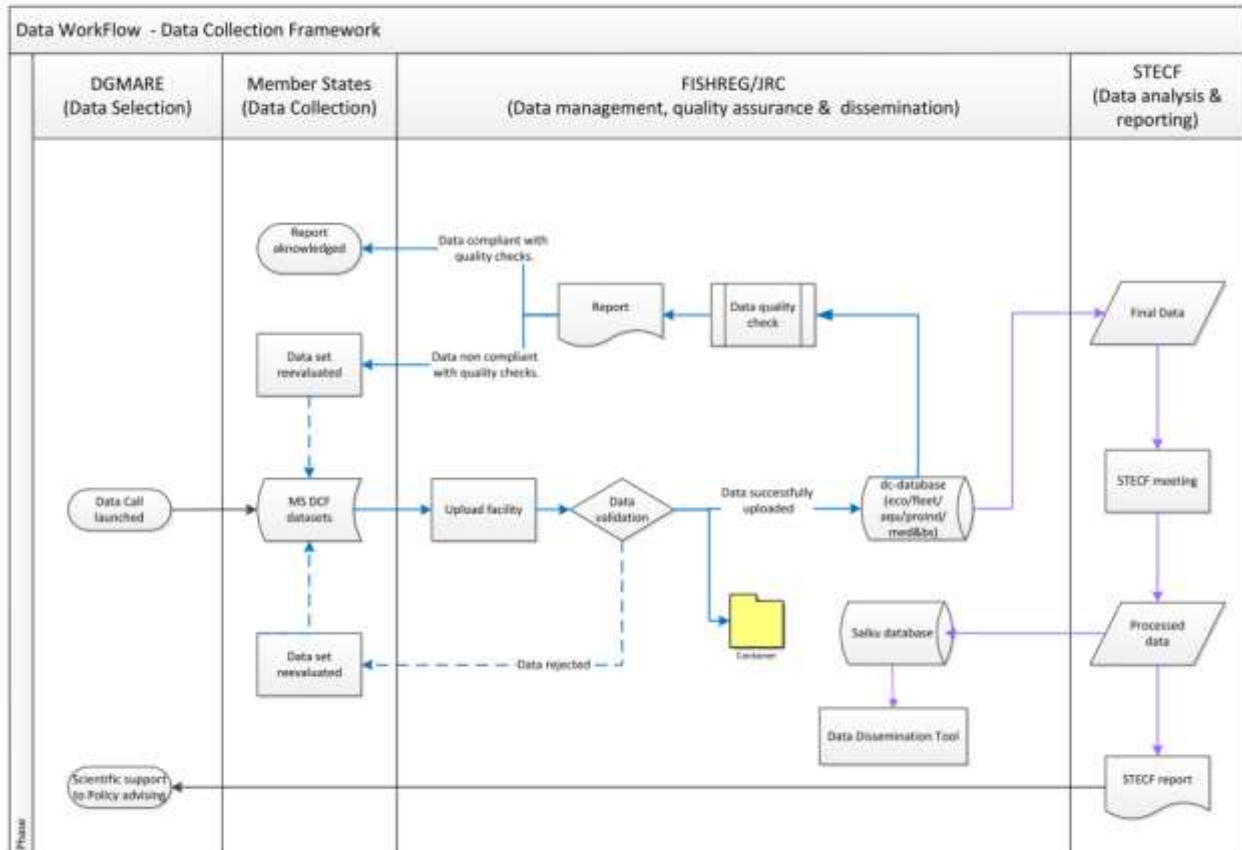 Data WorkFlow - Data Collection Framework
DGMARE
(Data Selection)
Member States
(Data Collection)
FISHREG/JRC
(Data management, quality assurance & dissemination)
STECF
(Data analysis &
reporting)
Report
aknowledged
Data compliant with
quality checks.
Report
Data quality
check
Final Data
Data set
reevaluated
Data non compliant
with quality checks.
Data Call
launched
MS DCF
datasets
Upload facility
Data
validation
Data successfully
uploaded
dc-database
(eco/fleet/
aqu/proind/
med&bs)
STECF meeting
Container
Saiku database
Processed
data
Data set
reevaluated
Data rejected
Data Dissemination Tool
Scientific support
to Policy advising
STECF report
Phase